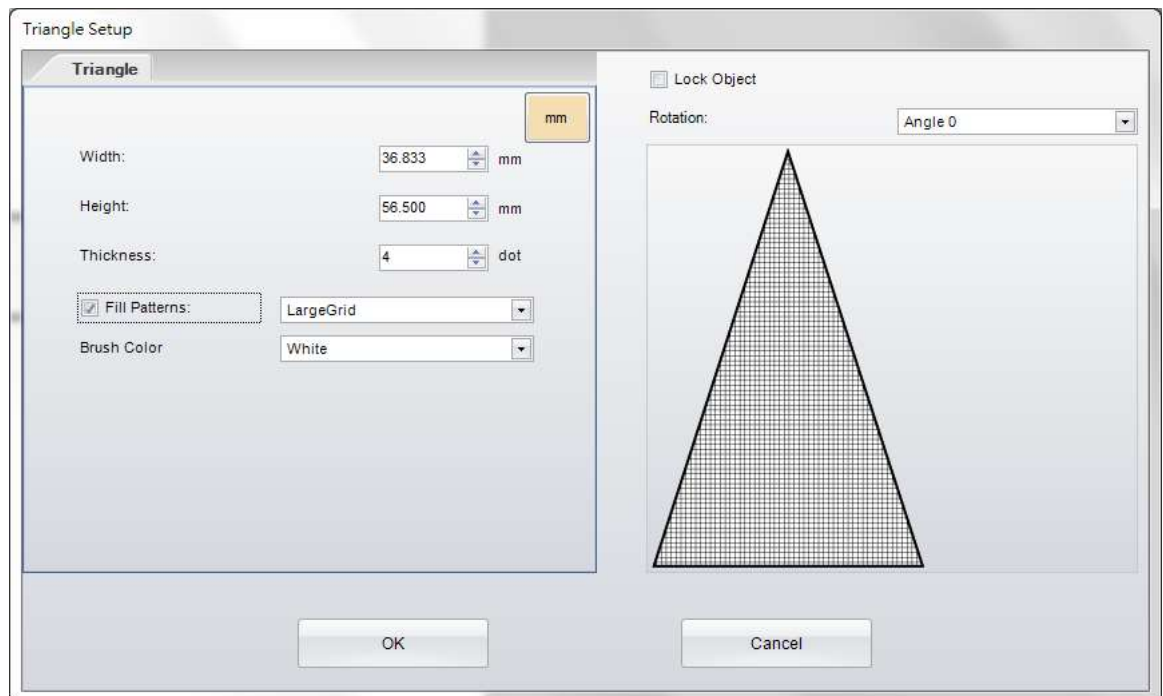 Triangle Setup
Triangle
mm
Width: 36.833 mm
Height: 56.500 mm
Thickness: 4 dot
Fill Patterns: LargeGrid
Brush Color White
Lock Object
Rotation: Angle 0
OK Cancel